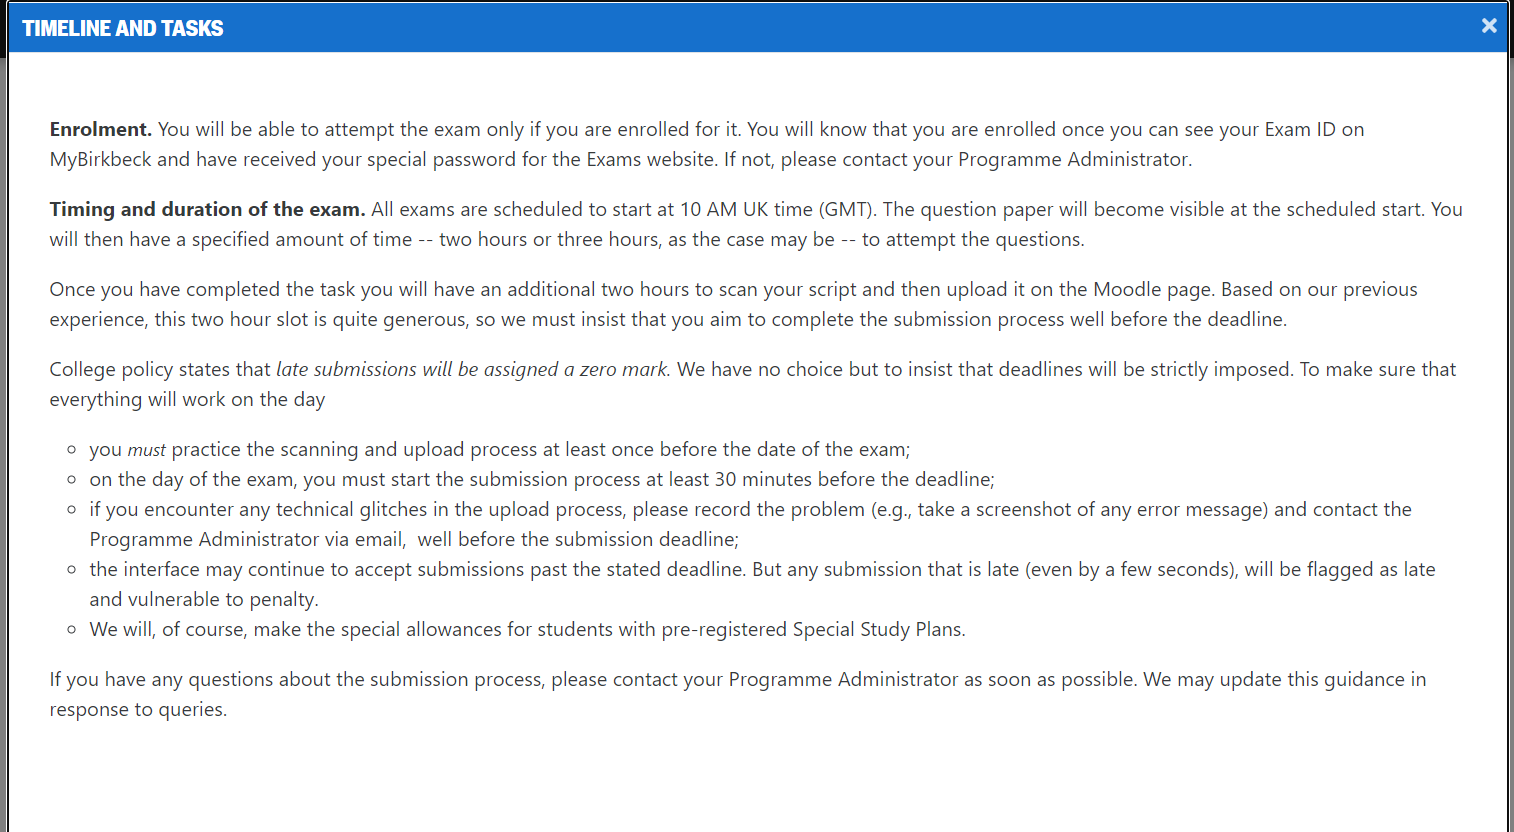 TIMELINE AND TASKS
×
Enrolment. You will be able to attempt the exam only if you are enrolled for it. You will know that you are enrolled once you can see your Exam ID on
MyBirkbeck and have received your special password for the Exams website. If not, please contact your Programme Administrator.
Timing and duration of the exam. All exams are scheduled to start at 10 AM UK time (GMT). The question paper will become visible at the scheduled start. You
will then have a specified amount of time -- two hours or three hours, as the case may be -- to attempt the questions.
Once you have completed the task you will have an additional two hours to scan your script and then upload it on the Moodle page. Based on our previous
experience, this two hour slot is quite generous, so we must insist that you aim to complete the submission process well before the deadline.
College policy states that late submissions will be assigned a zero mark. We have no choice but to insist that deadlines will be strictly imposed. To make sure that
everything will work on the day
◦ you must practice the scanning and upload process at least once before the date of the exam;
◦ on the day of the exam, you must start the submission process at least 30 minutes before the deadline;
◦ if you encounter any technical glitches in the upload process, please record the problem (e.g., take a screenshot of any error message) and contact the
Programme Administrator via email,  well before the submission deadline;
◦ the interface may continue to accept submissions past the stated deadline. But any submission that is late (even by a few seconds), will be flagged as late
and vulnerable to penalty.
◦ We will, of course, make the special allowances for students with pre-registered Special Study Plans.
If you have any questions about the submission process, please contact your Programme Administrator as soon as possible. We may update this guidance in
response to queries.